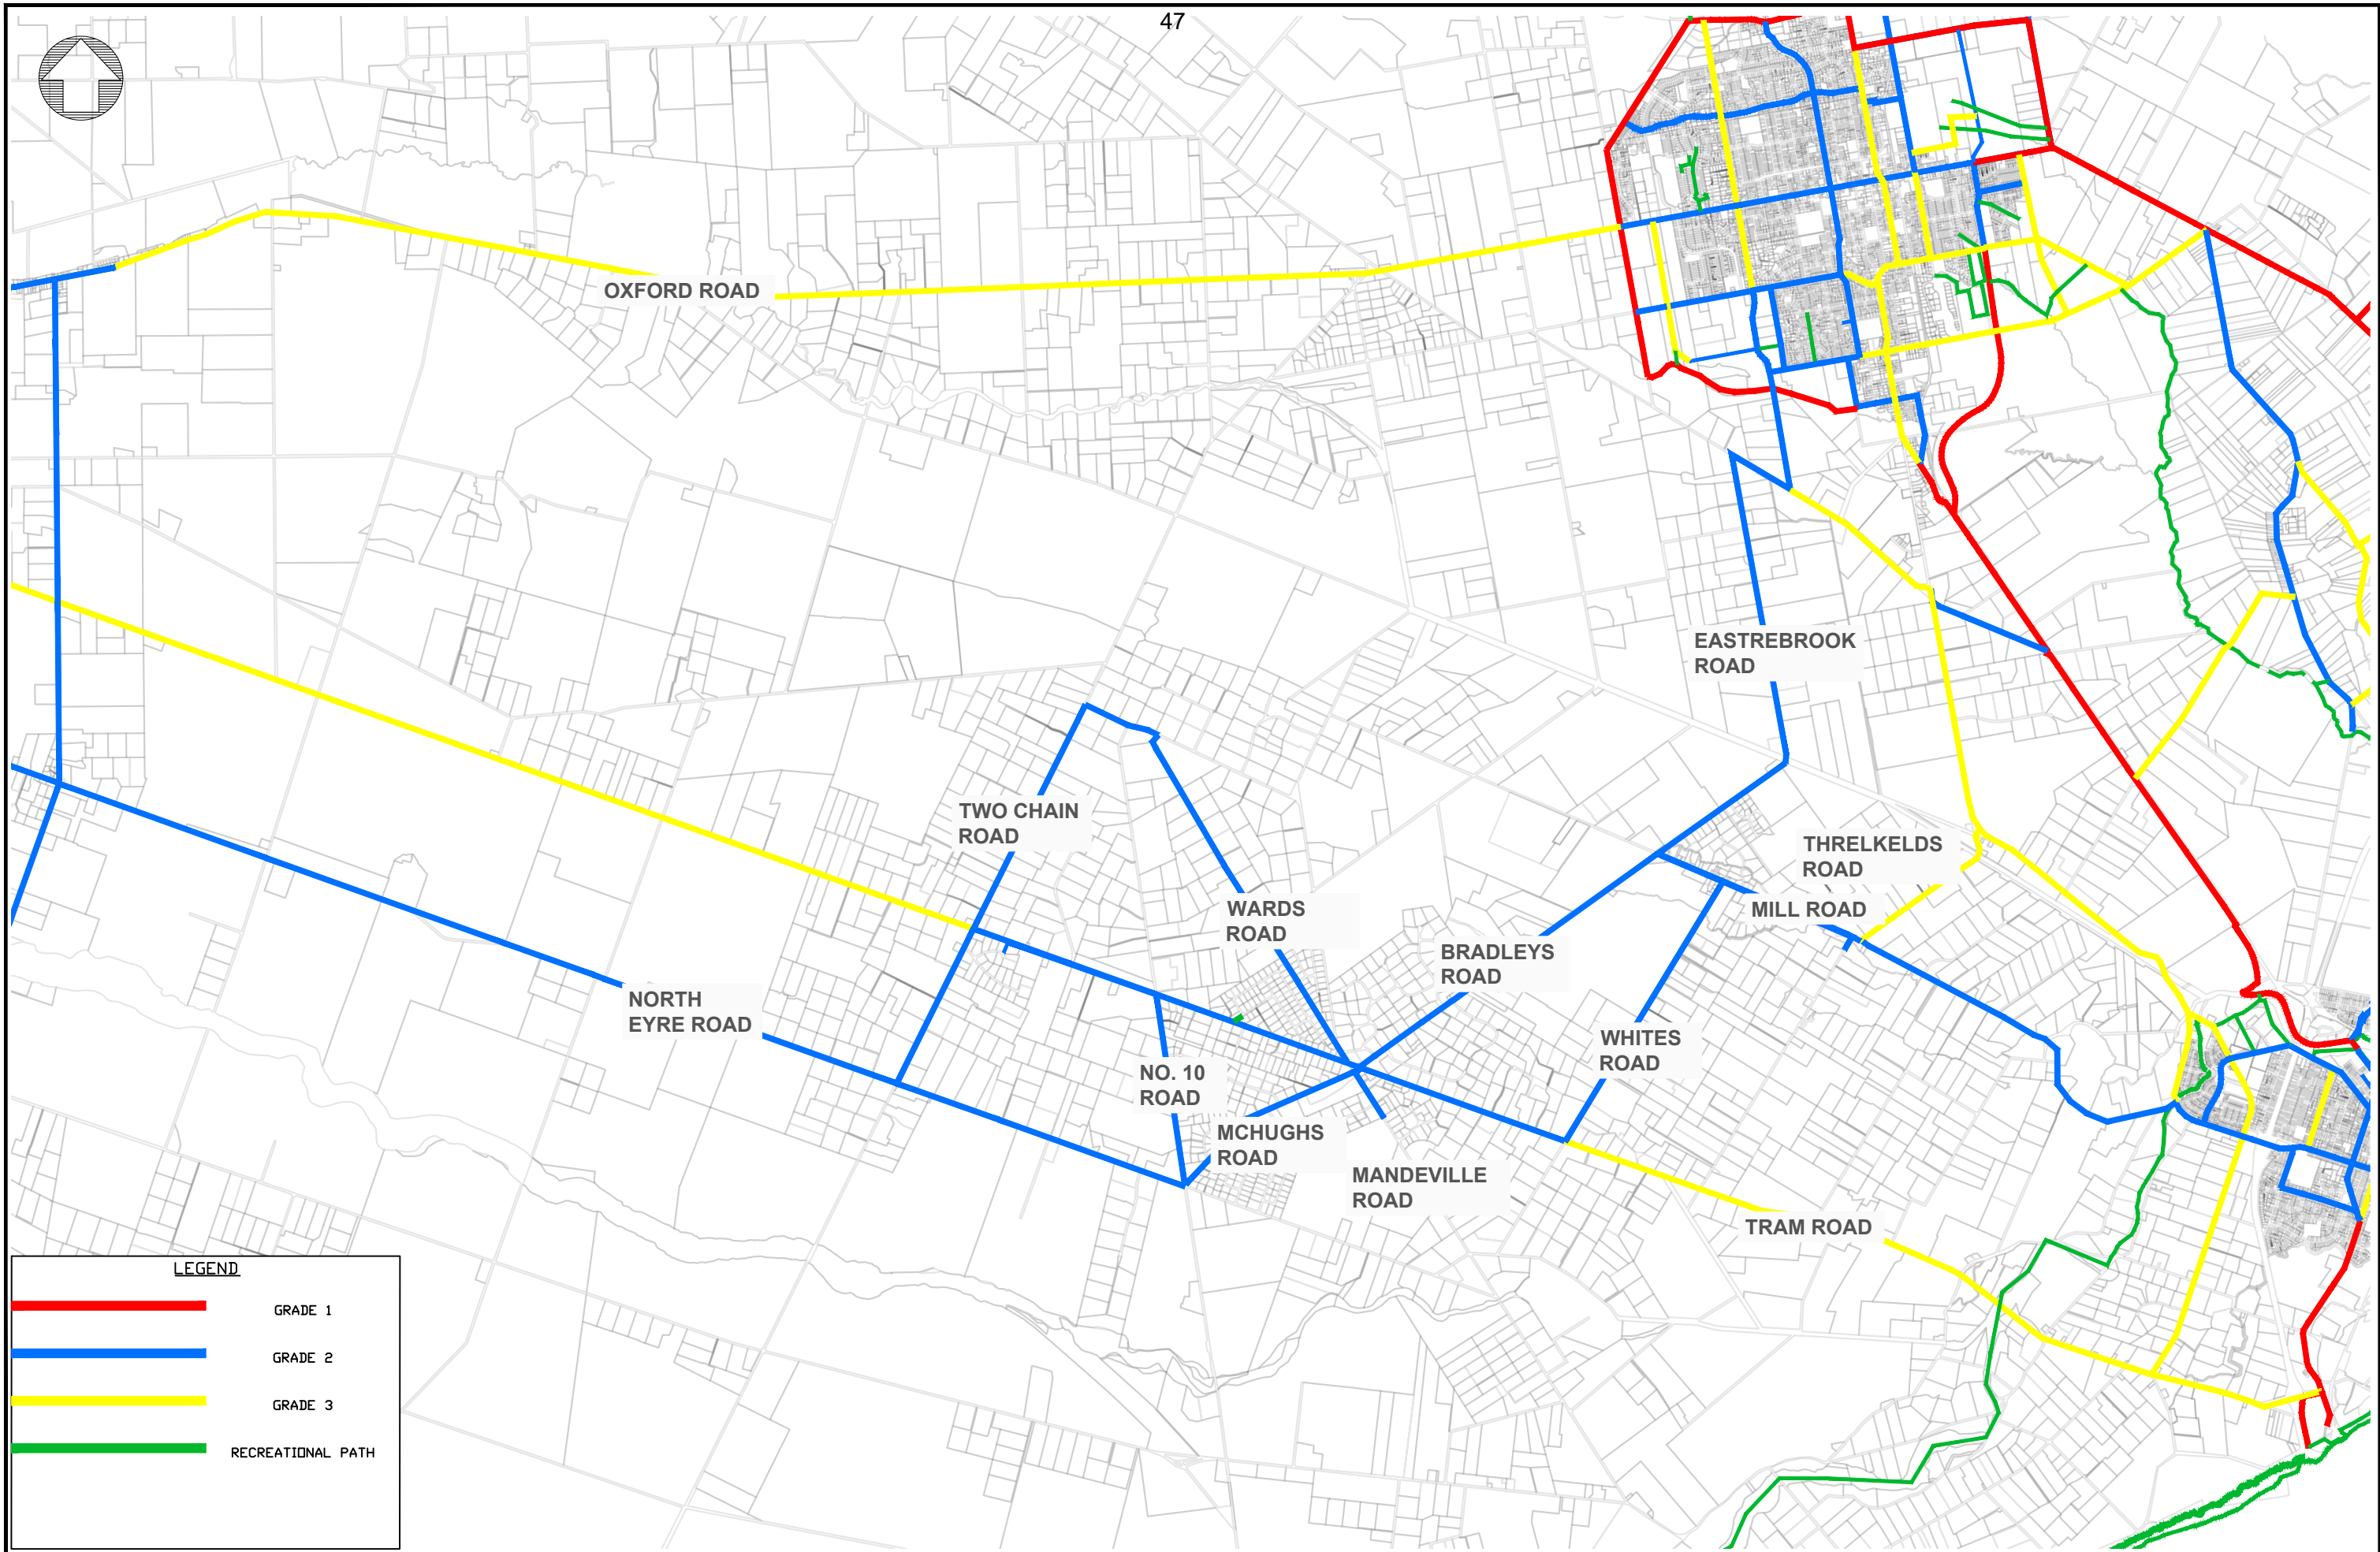 47
OXFORD ROAD
EASTREBROOK
ROAD
TWO CHAIN
ROAD
THRELKELDS
ROAD
WARDS
ROAD
MILL ROAD
BRADLEYS
ROAD
NORTH
EYRE ROAD
WHITES
ROAD
NO. 10
ROAD
MCHUGHS
ROAD
MANDEVILLE
ROAD
TRAM ROAD
LEGEND
GRADE 1
GRADE 2
GRADE 3
RECREATIONAL PATH